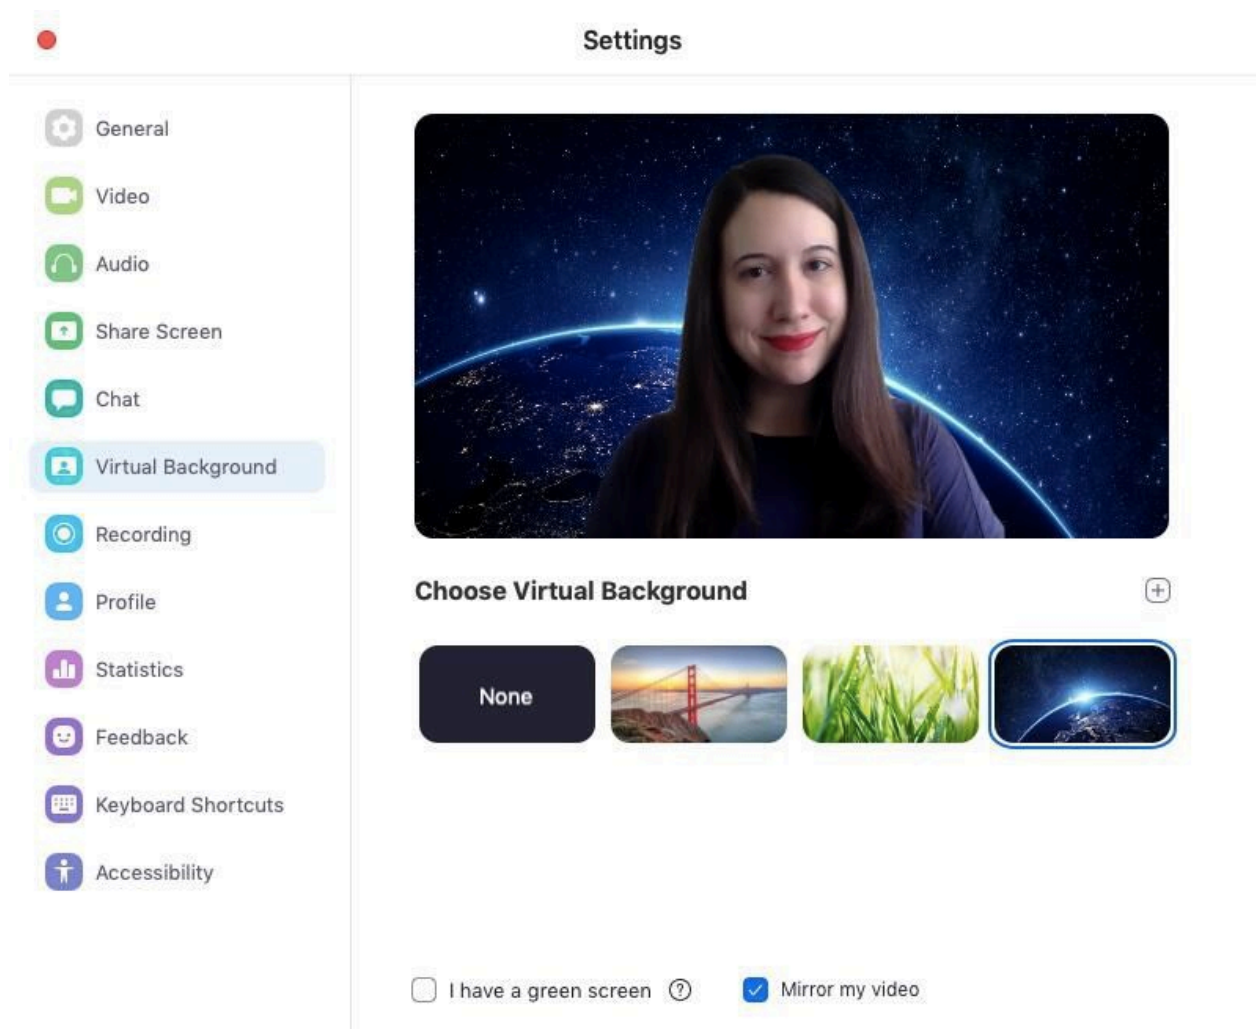 Settings
General
Video
Audio
Share Screen
Chat
Virtual Background
Recording
Profile
Statistics
Feedback
Keyboard Shortcuts
Accessibility
Choose Virtual Background
None
I have a green screen ?
Mirror my video